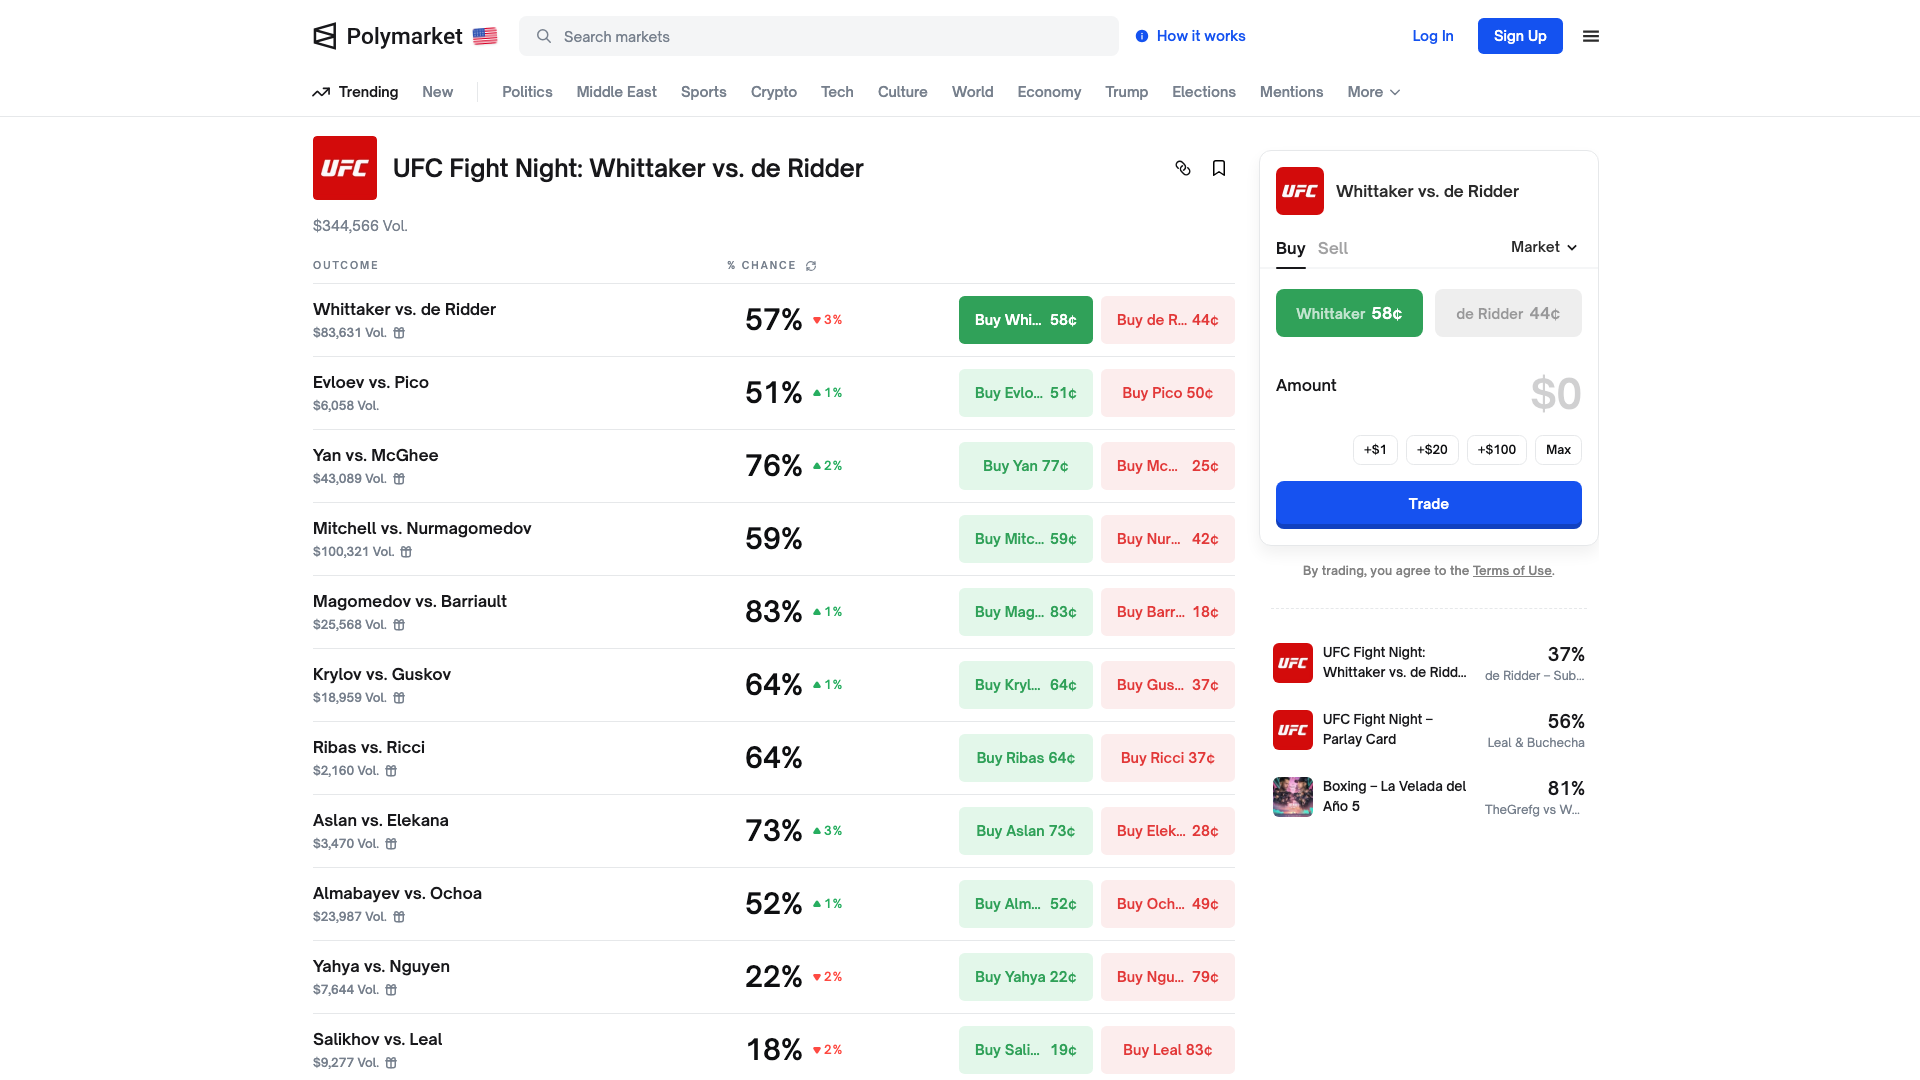 Polymarket
Search markets
How it works
Log In
Sign Up
Trending
New
Politics
Middle East
Sports
Crypto
Tech
Culture
World
Economy
Trump
Elections
Mentions
More
UFC
UFC Fight Night: Whittaker vs. de Ridder
$344,566 Vol.
OUTCOME
% CHANCE
Whittaker vs. de Ridder
$83,631 Vol.
57%
3%
Buy Whi... 58¢
Buy de R... 44¢
Evloev vs. Pico
$6,058 Vol.
51%
1%
Buy Evlo... 51¢
Buy Pico 50¢
Yan vs. McGhee
$43,089 Vol.
76%
2%
Buy Yan 77¢
Buy Mc... 25¢
Mitchell vs. Nurmagomedov
$100,321 Vol.
59%
Buy Mitc... 59¢
Buy Nur... 42¢
Magomedov vs. Barriault
$25,568 Vol.
83%
1%
Buy Mag... 83¢
Buy Barr... 18¢
Krylov vs. Guskov
$18,959 Vol.
64%
1%
Buy Kryl... 64¢
Buy Gus... 37¢
Ribas vs. Ricci
$2,160 Vol.
64%
Buy Ribas 64¢
Buy Ricci 37¢
Aslan vs. Elekana
$3,470 Vol.
73%
3%
Buy Aslan 73¢
Buy Elek... 28¢
Almabayev vs. Ochoa
$23,987 Vol.
52%
1%
Buy Alm... 52¢
Buy Och... 49¢
Yahya vs. Nguyen
$7,644 Vol.
22%
2%
Buy Yahya 22¢
Buy Ngu... 79¢
Salikhov vs. Leal
$9,277 Vol.
18%
2%
Buy Sali... 19¢
Buy Leal 83¢
UFC
Whittaker vs. de Ridder
Buy
Sell
Market
Whittaker 58¢
de Ridder 44¢
Amount
$0
+$1
+$20
+$100
Max
Trade
By trading, you agree to the Terms of Use.
UFC
UFC Fight Night:
Whittaker vs. de Ridd...
37%
de Ridder – Sub...
UFC
UFC Fight Night –
Parlay Card
56%
Leal & Buchecha
Boxing – La Velada del
Año 5
81%
TheGrefg vs W...